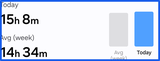 Today
15h 8m
Avg (week)
14h 34m
Avg
(week)
Today